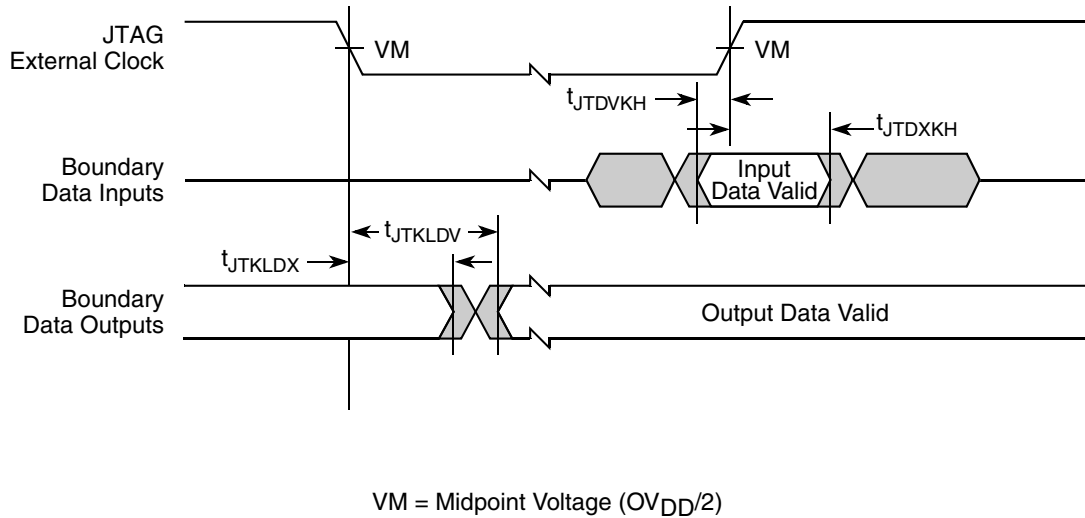 JTAG
External Clock
VM
VM
tJTDVKH
tJTDXKH
Boundary
Data Inputs
Input
Data Valid
tJTKLDV
tJTKLDX
Boundary
Data Outputs
Output Data Valid
VM = Midpoint Voltage (OVDD/2)